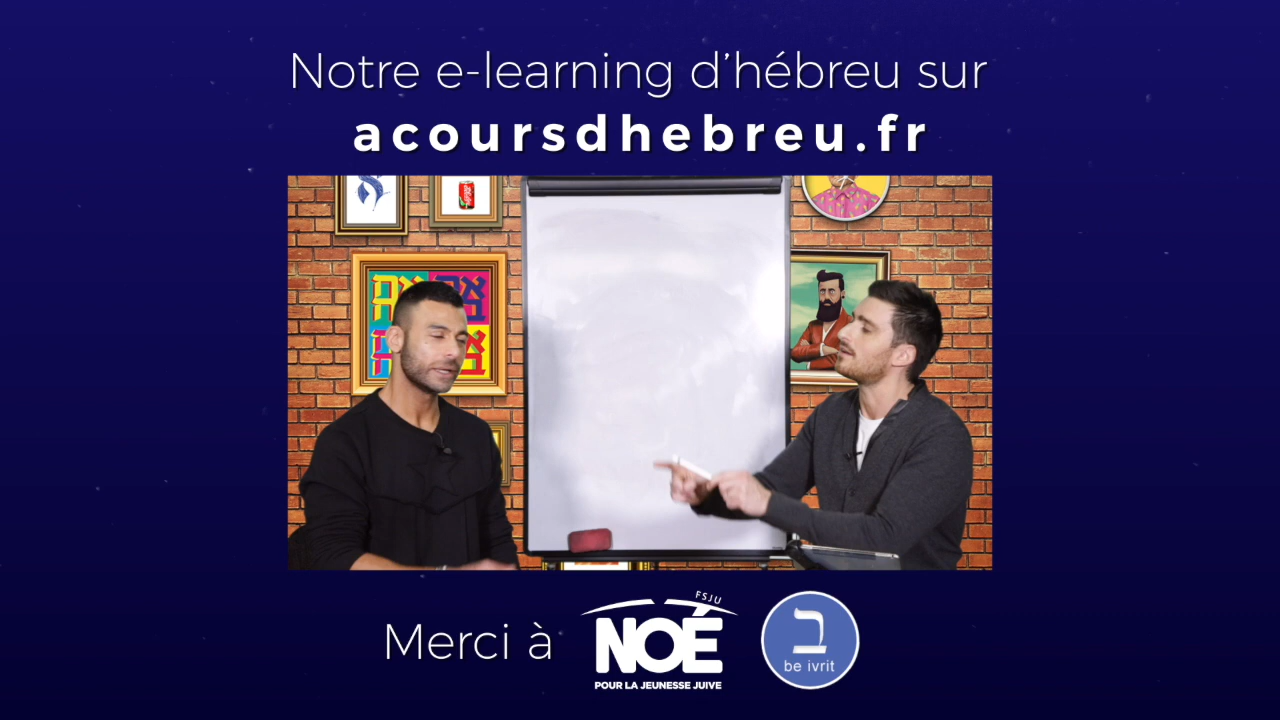 Notre e-learning d’hébreu sur
acoursdhebreu.fr
Merci à
FSJU
NOÉ
POUR LA JEUNESSE JUIVE
ב
be ivrit